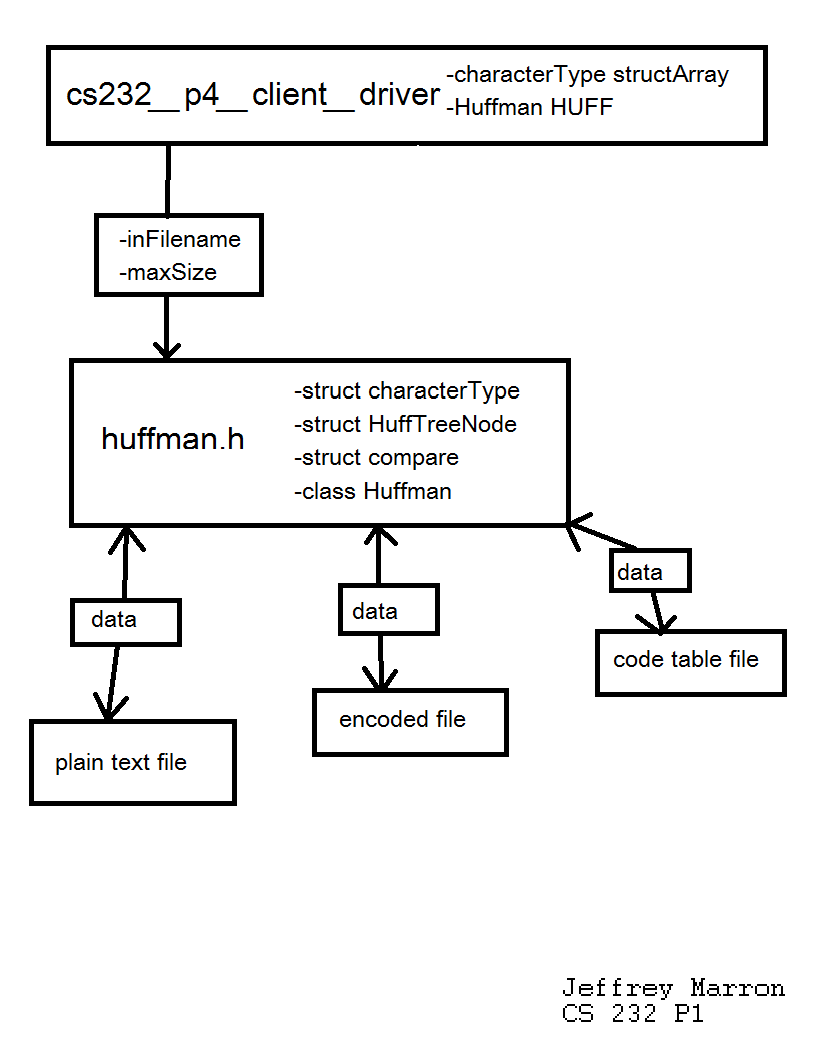 cs232__p4__client__driver
-characterType structArray
-Huffman HUFF
-inFilename
-maxSize
huffman.h
-struct characterType
-struct HuffTreeNode
-struct compare
-class Huffman
data
data
data
plain text file
encoded file
code table file
Jeffrey Marron
CS 232 P1